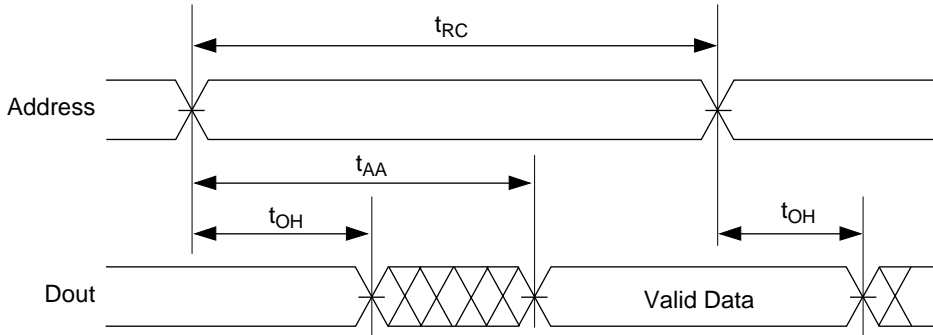 tRC
Address
tAA
tOH
tOH
Dout
Valid Data